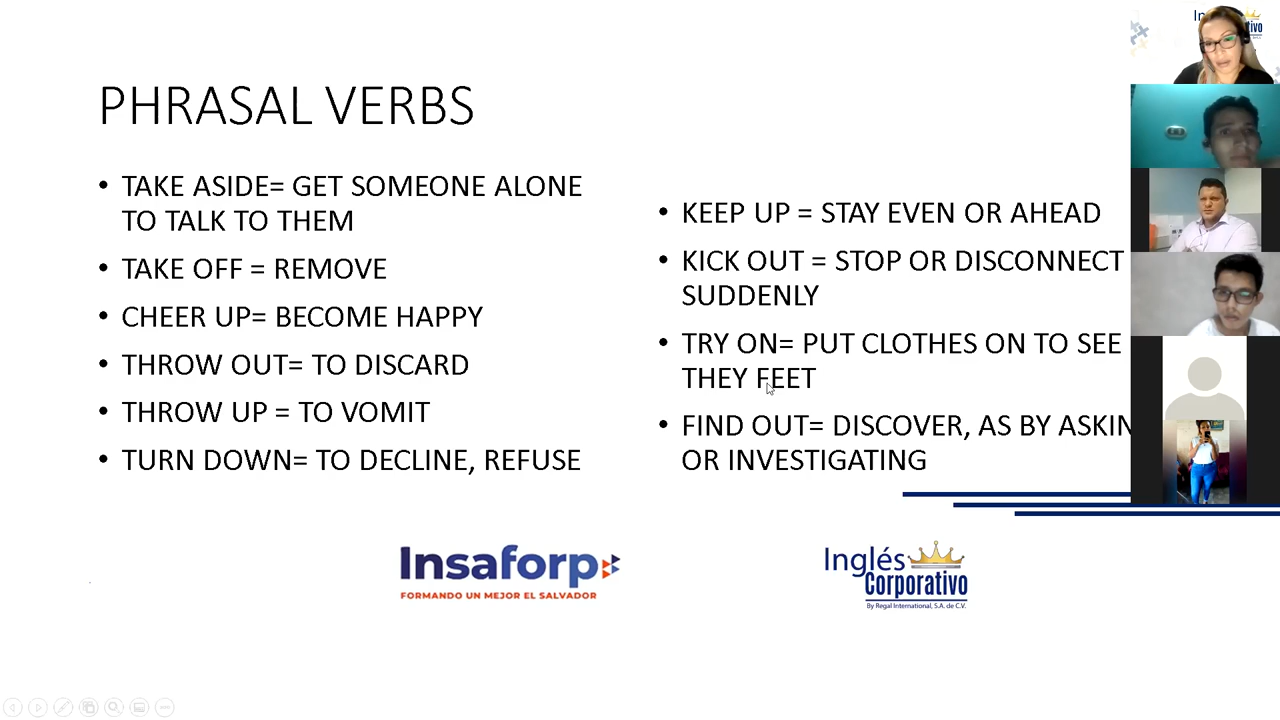 PHRASAL VERBS
• TAKE ASIDE= GET SOMEONE ALONE
TO TALK TO THEM
• TAKE OFF = REMOVE
• CHEER UP= BECOME HAPPY
• THROW OUT= TO DISCARD
• THROW UP = TO VOMIT
• TURN DOWN= TO DECLINE, REFUSE
• KEEP UP = STAY EVEN OR AHEAD
• KICK OUT = STOP OR DISCONNECT
SUDDENLY
• TRY ON= PUT CLOTHES ON TO SEE
THEY FEET
• FIND OUT= DISCOVER, AS BY ASKIN
OR INVESTIGATING
Insaforp
FORMANDO UN MEJOR EL SALVADOR
Inglés
Corporativo
By Regal International, S.A. de C.V.